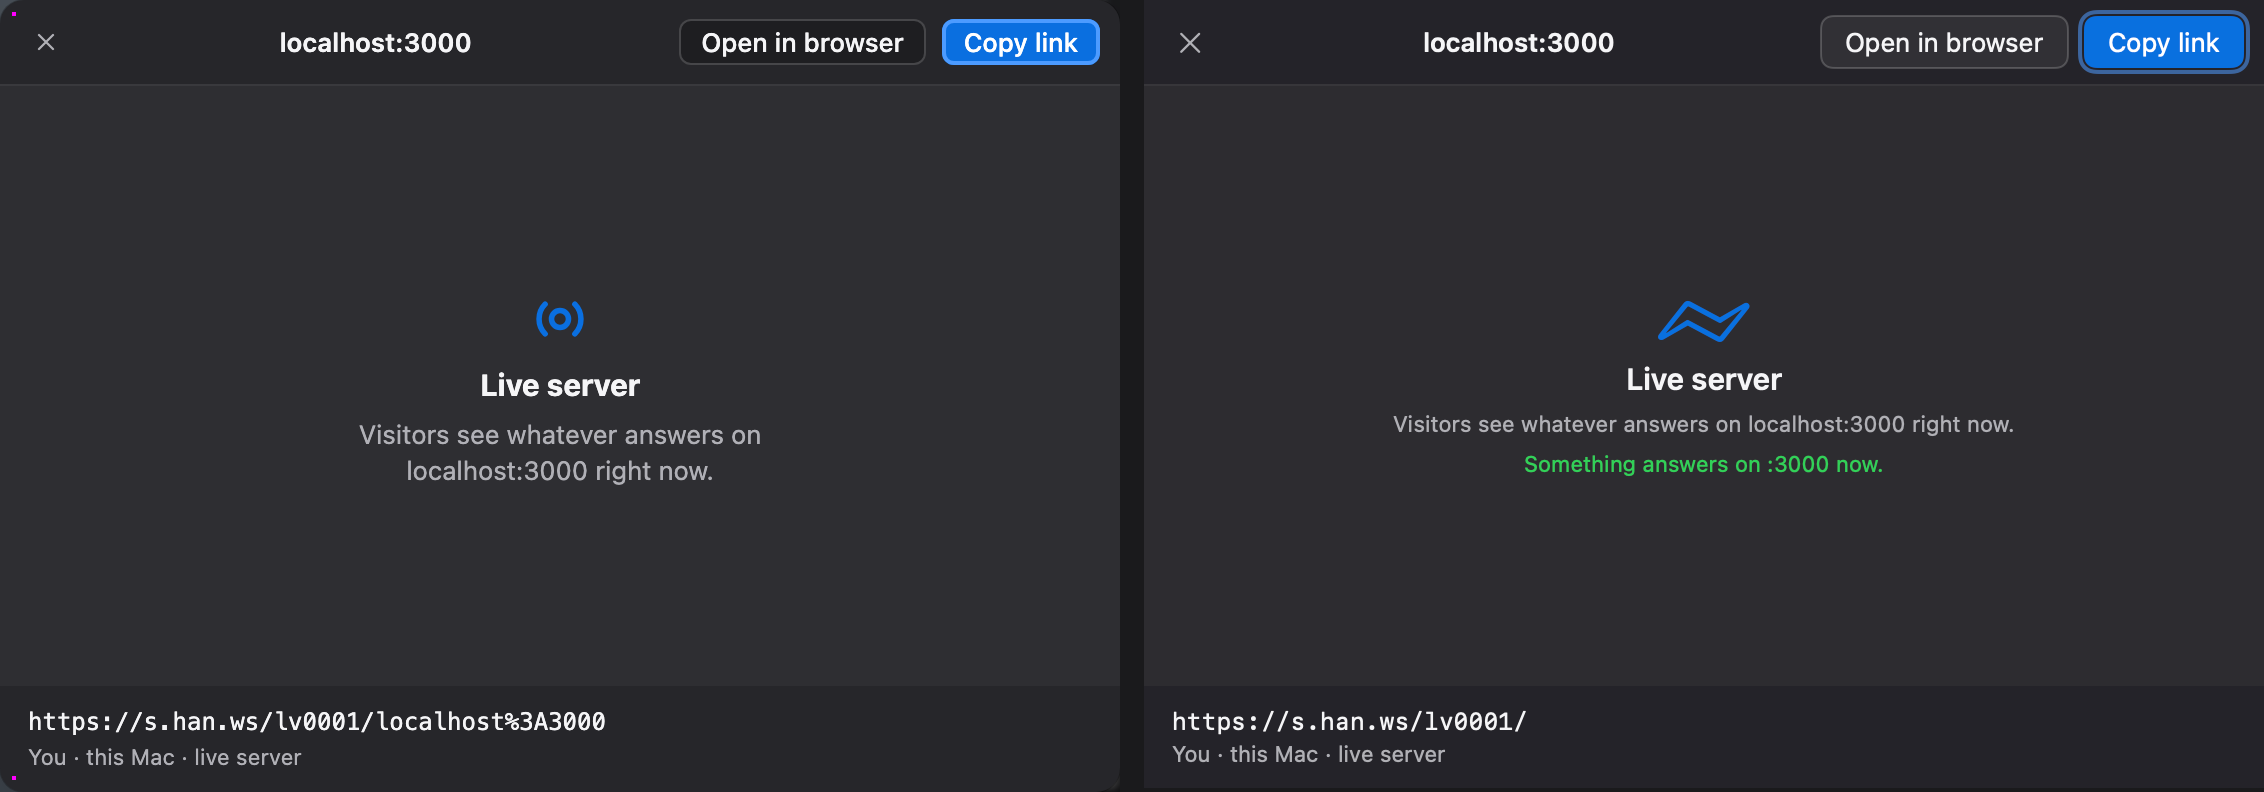 localhost:3000
Open in browser
Copy link
Live server
Visitors see whatever answers on
localhost:3000 right now.
https://s.han.ws/lv0001/localhost%3A3000
You · this Mac · live server
localhost:3000
Open in browser
Copy link
Live server
Visitors see whatever answers on localhost:3000 right now.
Something answers on :3000 now.
https://s.han.ws/lv0001/
You · this Mac · live server